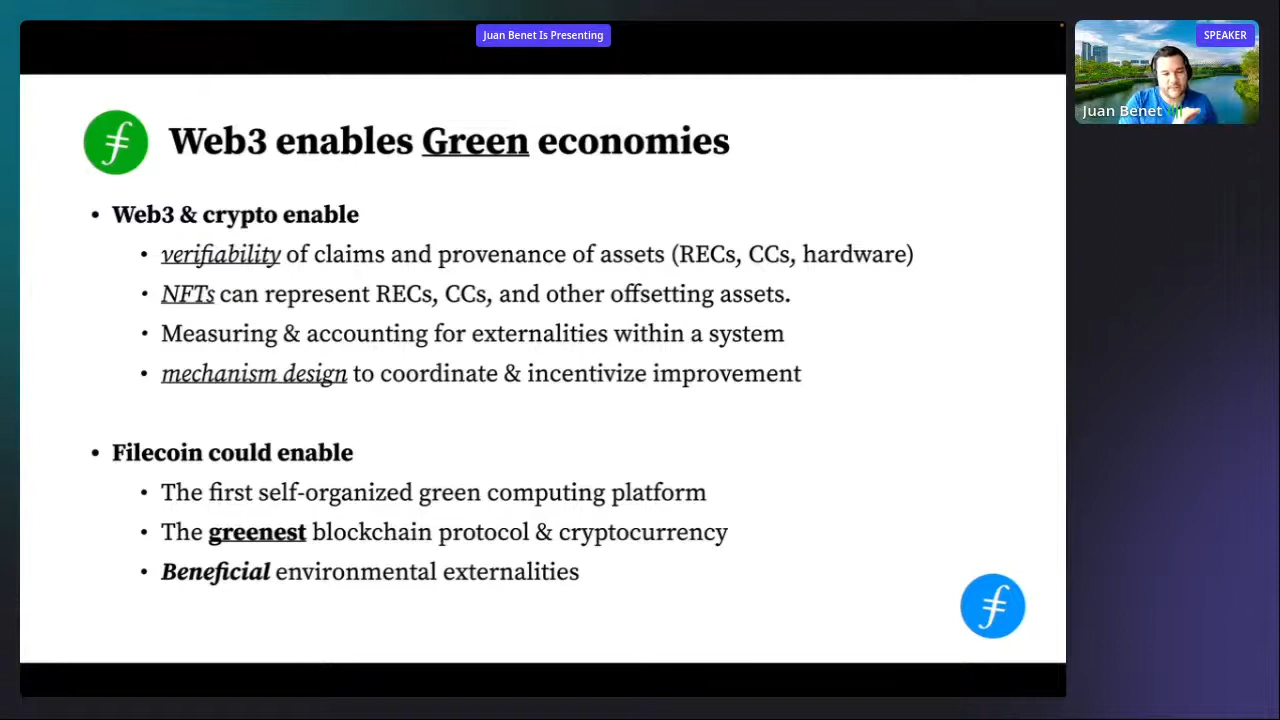 Juan Benet Is Presenting
SPEAKER
Juan Benet
Web3 enables Green economies
• Web3 & crypto enable
• verifiability of claims and provenance of assets (RECs, CCs, hardware)
• NFTs can represent RECs, CCs, and other offsetting assets.
• Measuring & accounting for externalities within a system
• mechanism design to coordinate & incentivize improvement
• Filecoin could enable
• The first self-organized green computing platform
• The greenest blockchain protocol & cryptocurrency
• Beneficial environmental externalities